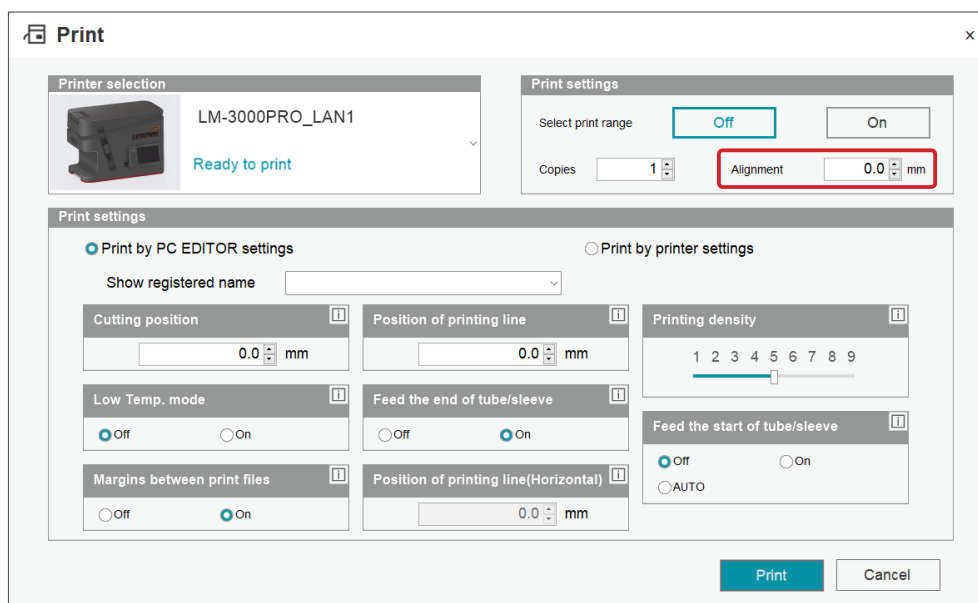 Print
×
Printer selection
LM-3000PRO_LAN1
Ready to print
Print settings
Select print range Off On
Copies 1 Alignment 0.0 mm
Print settings
Print by PC EDITOR settings Print by printer settings
Show registered name
Cutting position
0.0 mm
Position of printing line
0.0 mm
Printing density
1 2 3 4 5 6 7 8 9
Low Temp. mode
Off On
Feed the end of tube/sleeve
Off On
Feed the start of tube/sleeve
Off On
AUTO
Margins between print files
Off On
Position of printing line(Horizontal)
0.0 mm
Print Cancel